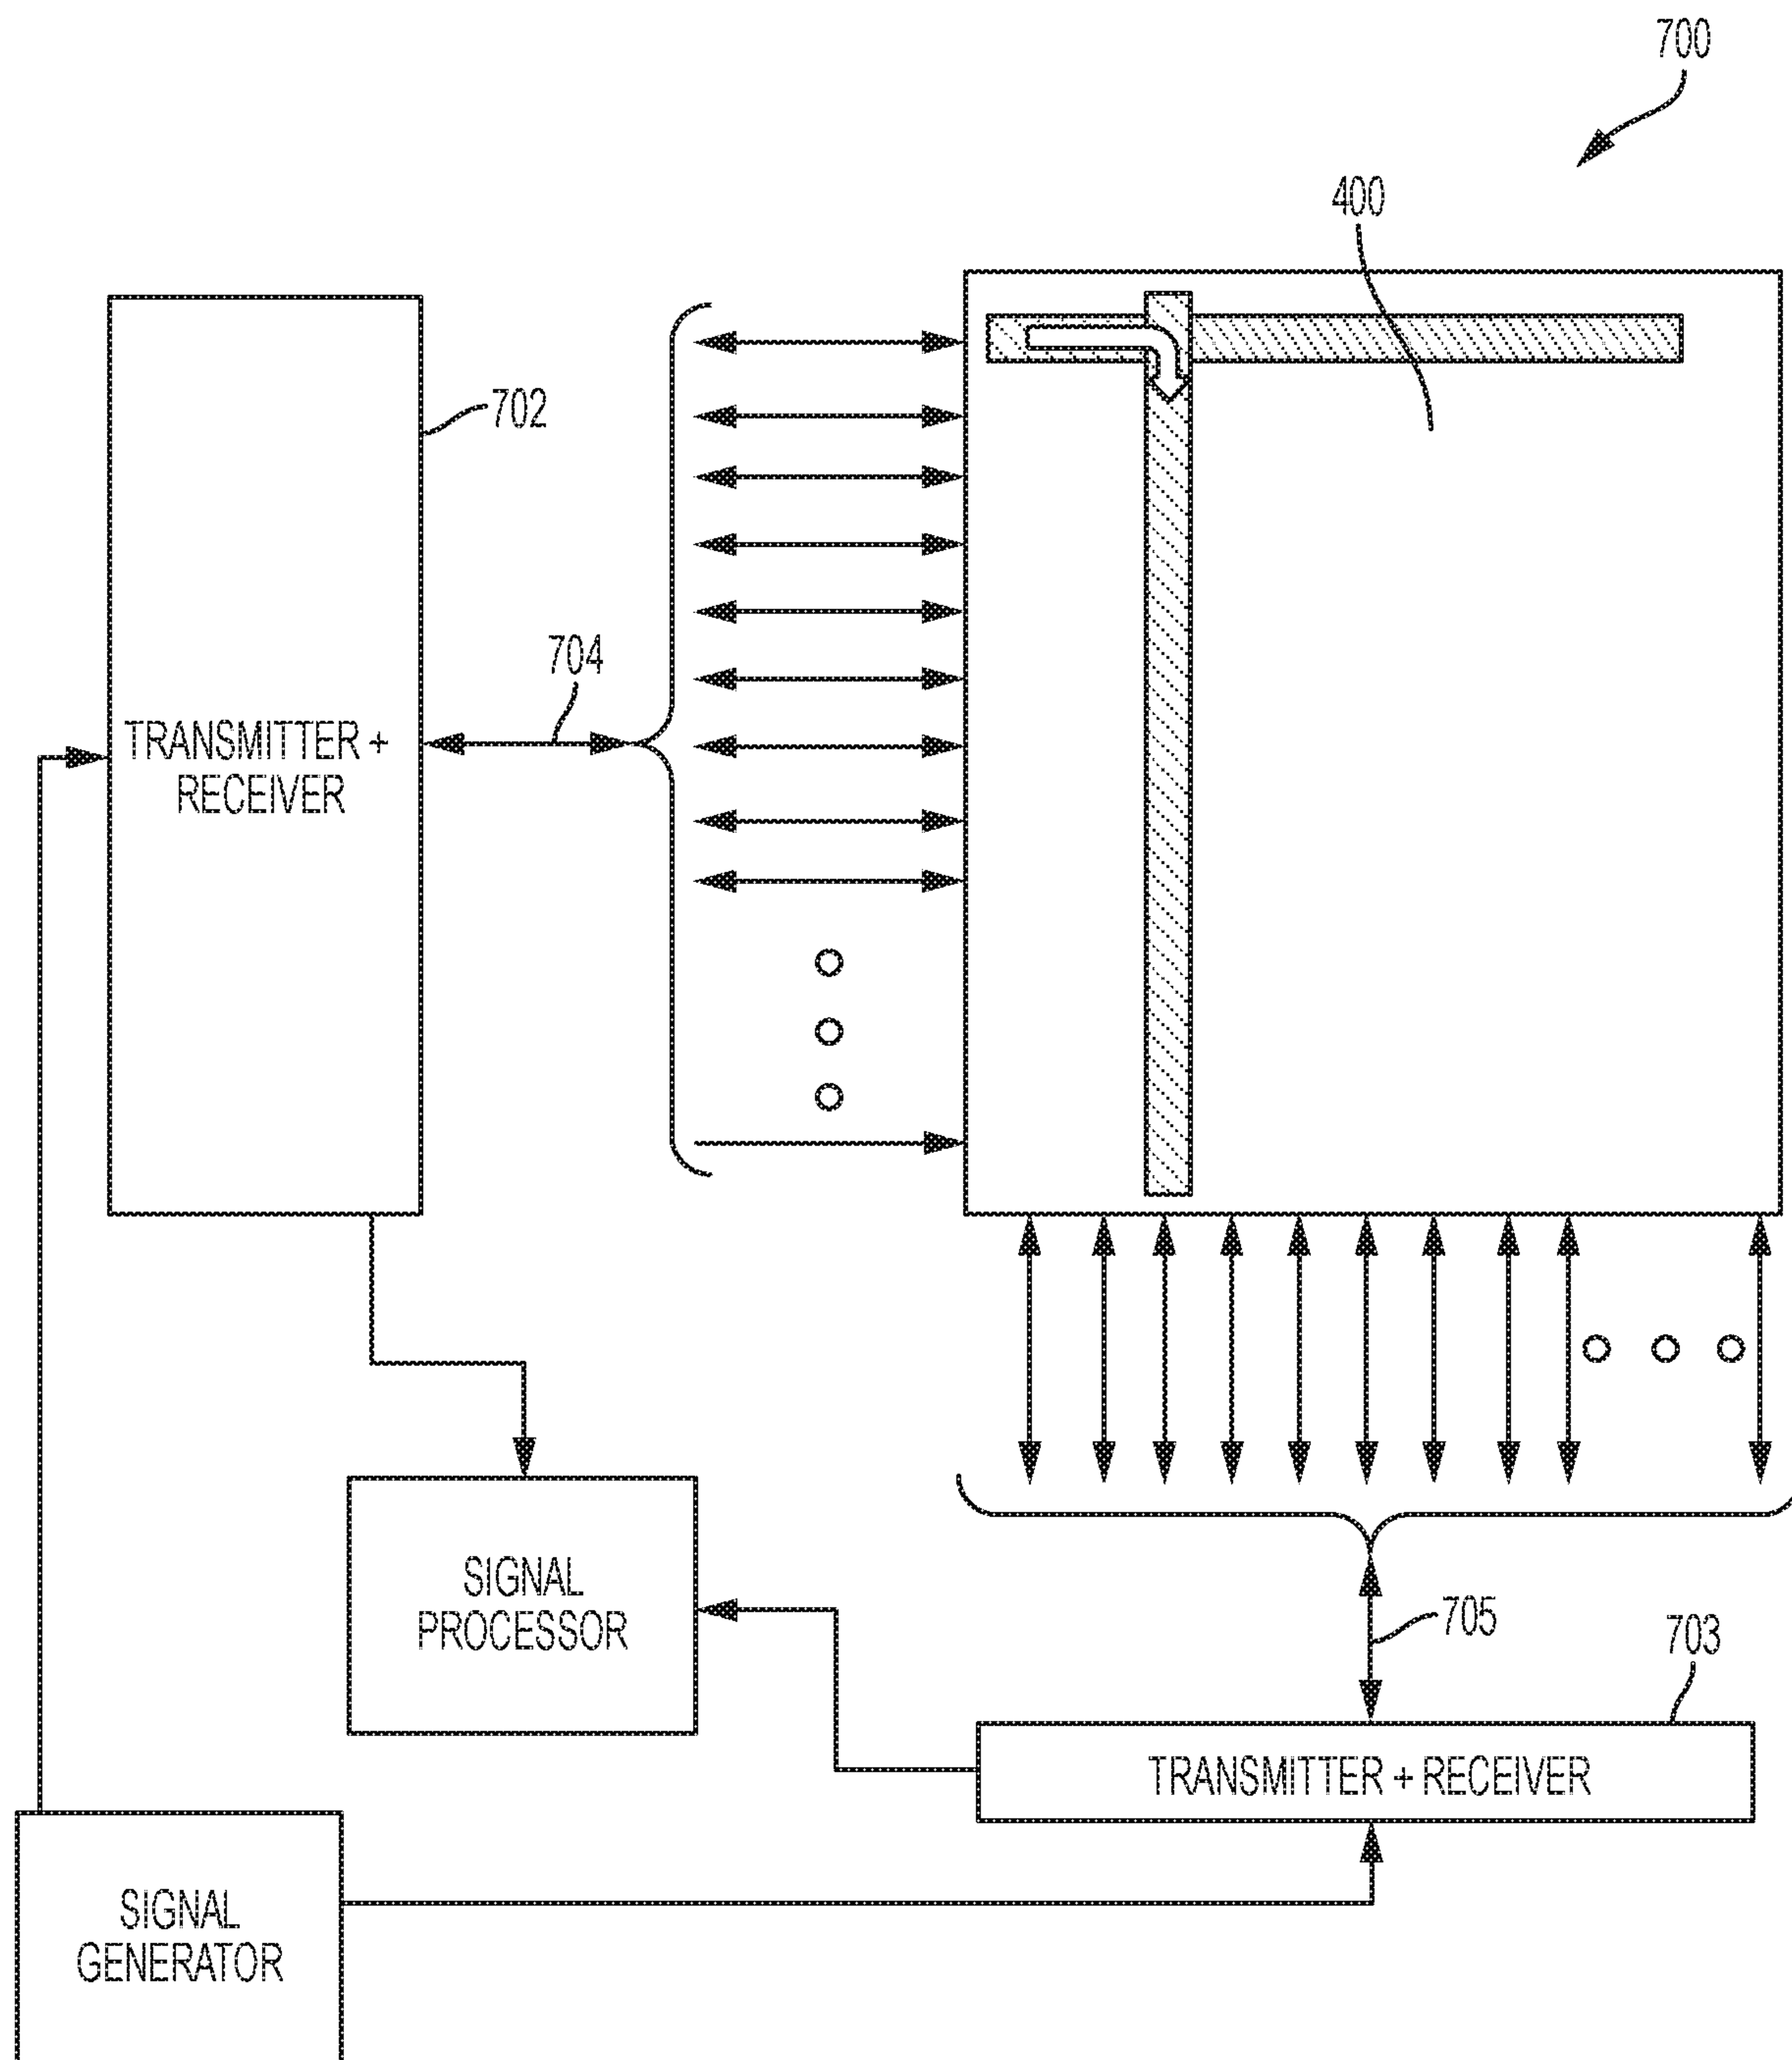 700
400
702
704
TRANSMITTER +
RECEIVER
SIGNAL
PROCESSOR
705
703
TRANSMITTER + RECEIVER
SIGNAL
GENERATOR